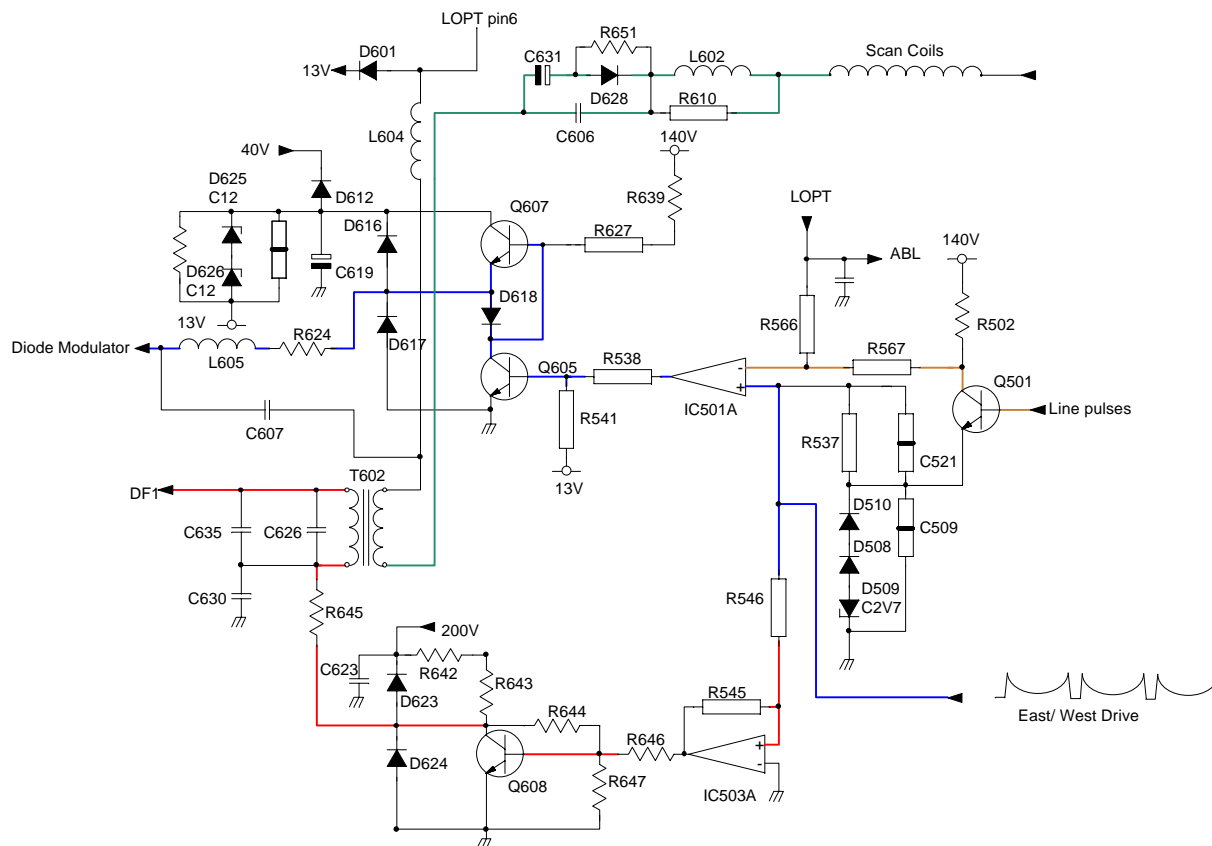 LOPT pin6
D601
13V
C631
R651
L602
Scan Coils
D628
R610
C606
L604
140V
40V
D625
C12
D612
R639
Q607
LOPT
D616
R627
140V
ABL
D626
C12
C619
D618
13V
R624
R566
R502
Diode Modulator
L605
D617
R567
Q605
R538
Q501
IC501A
Line pulses
C607
R541
R537
C521
T602
13V
DF1
D510
C635
C626
C509
D508
D509
C2V7
C630
R645
R546
200V
C623
R642
D623
R643
R545
East/ West Drive
R644
R646
D624
Q608
R647
IC503A
-
+
+
-